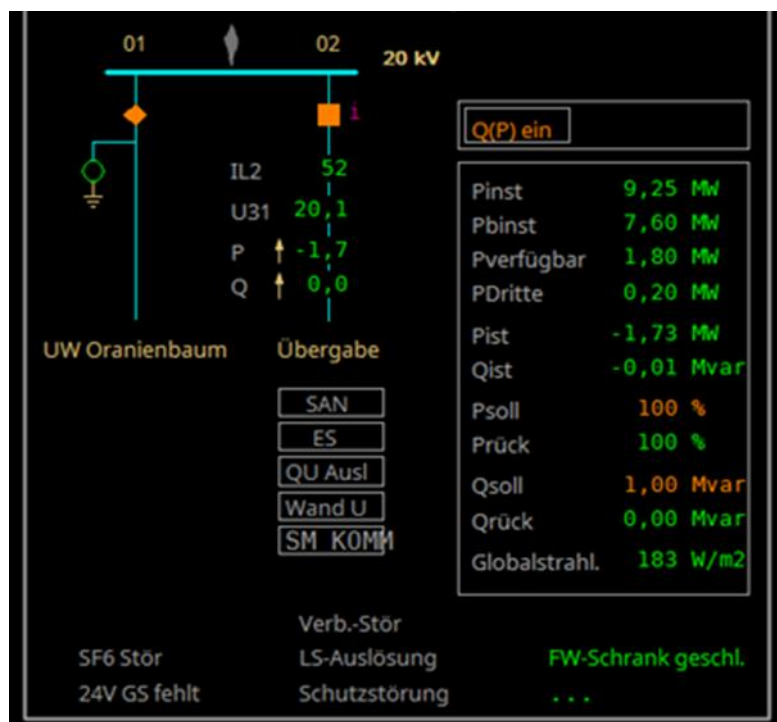 01 02 20 kV
i
Q(P) ein
IL2 52
U31 20,1
P -1,7
Q 0,0
UW Oranienbaum Übergabe
SAN
ES
QU Ausl
Wand U
SM KOMM
Pinst 9,25 MW
Pbinst 7,60 MW
Pverfügbar 1,80 MW
PDritte 0,20 MW
Pist -1,73 MW
Qist -0,01 Mvar
Psoll 100 %
Prück 100 %
Qsoll 1,00 Mvar
Qrück 0,00 Mvar
Globalstrahl. 183 W/m2
Verb.-Stör
SF6 Stör LS-Auslösung FW-Schrank geschl.
24V GS fehlt Schutzstörung ...